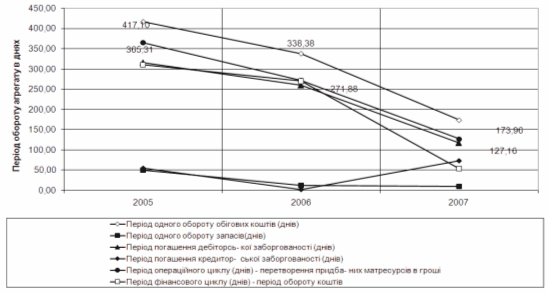 450,00
400,00
350,00
300,00
250,00
200,00
150,00
100,00
50,00
0,00
Період обороту агрегату в днях
417,10
365,31
338,38
271,88
173,90
127,16
2005
2006
2007
Період одного обороту обігових коштів (днів)
Період одного обороту запасів(днів)
Період погашення дебіторсь- кої заборгованості (днів)
Період погашення кредитор- ської заборгованості (днів)
Період операціійного циклу (днів) - перетворення придба- них матресурсів в гроші
Період фінансового циклу (днів) - період обороту коштів